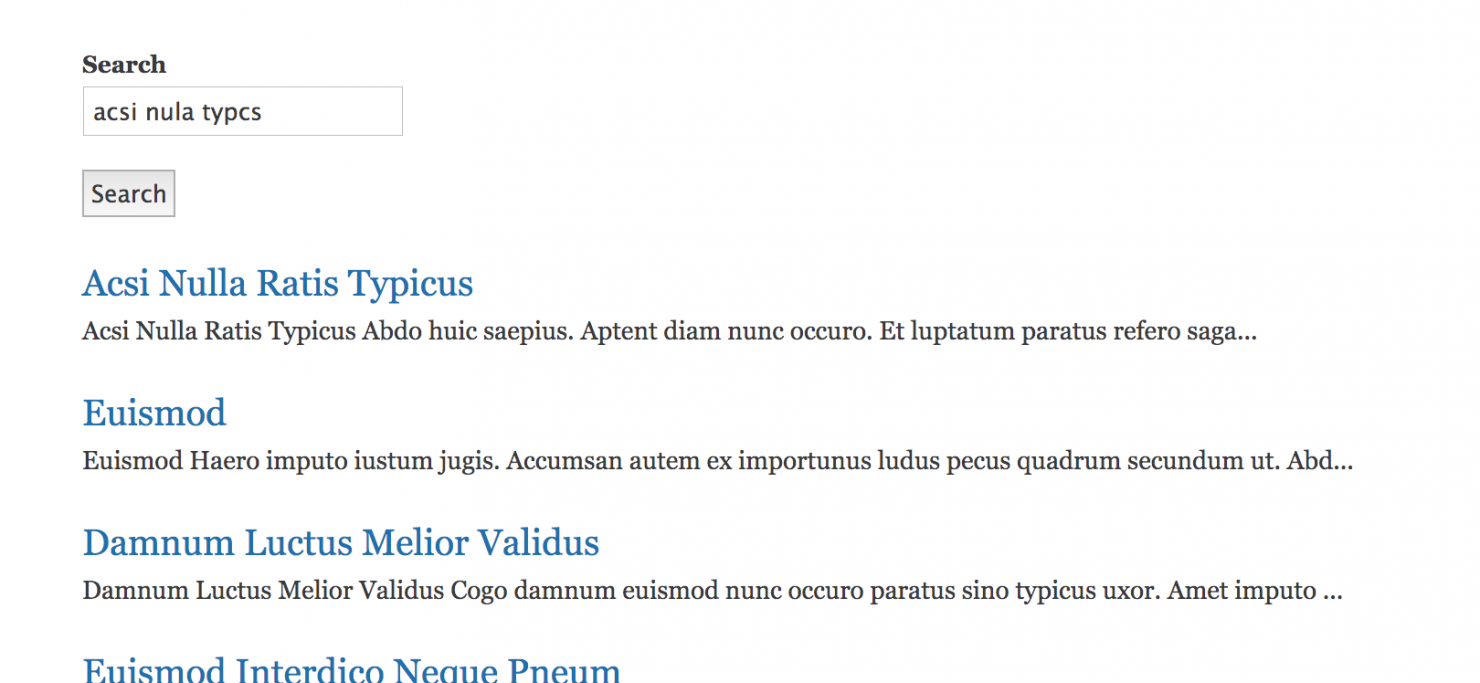 Search
acsi nula typcs
Search
Acsi Nulla Ratis Typicus
Acsi Nulla Ratis Typicus Abdo huic saepius. Aptent diam nunc occuro. Et luptatum paratus refero saga...
Euismod
Euismod Haero imputo iustum jugis. Accumsan autem ex importunus ludus pecus quadrum secundum ut. Abd...
Damnum Luctus Melior Validus
Damnum Luctus Melior Validus Cogo damnum euismod nunc occuro paratus sino typicus uxor. Amet imputo ...
Euismod Interdico Neque Pneum